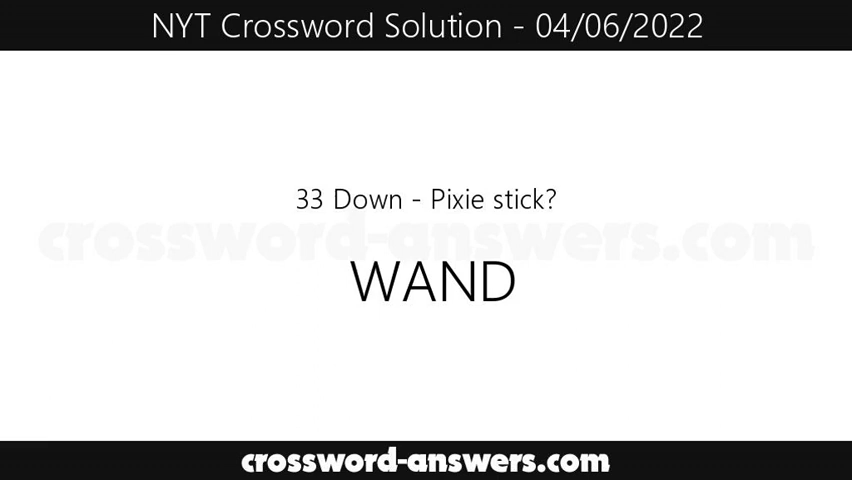 NYT Crossword Solution - 04/06/2022
33 Down - Pixie stick?
crossword-answers.com
WAND
crossword-answers.com